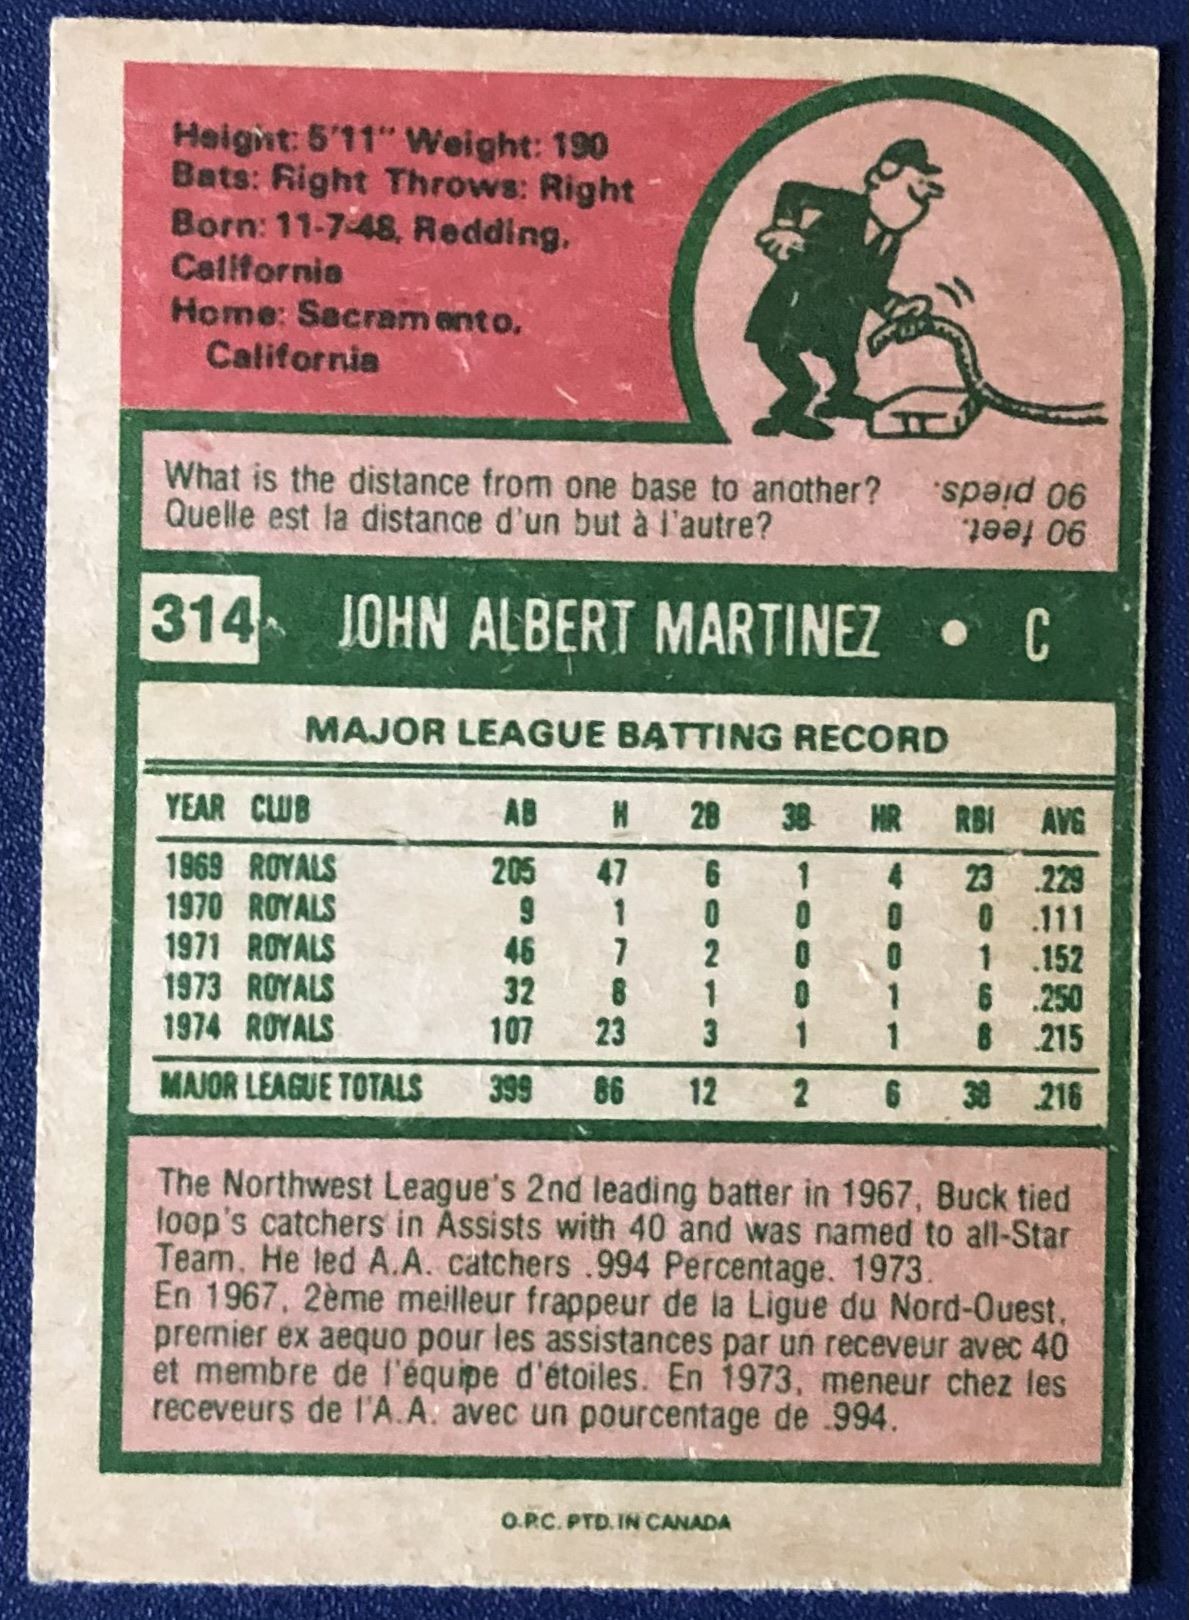 Height: 5'11" Weight: 190
Bats: Right Throws: Right
Born: 11-7-48, Redding,
California
Home: Sacramento,
California
What is the distance from one base to another?
Quelle est la distance d'un but à l'autre?
90 feet.
90 pieds.
314 JOHN ALBERT MARTINEZ • C
MAJOR LEAGUE BATTING RECORD
YEAR CLUB AB H 2B 3B HR RBI AVG
1969 ROYALS 205 47 6 1 4 23 .229
1970 ROYALS 9 1 0 0 0 0 .111
1971 ROYALS 46 7 2 0 0 1 .152
1973 ROYALS 32 8 1 0 1 6 .250
1974 ROYALS 107 23 3 1 1 8 .215
MAJOR LEAGUE TOTALS 399 86 12 2 6 38 .216
The Northwest League's 2nd leading batter in 1967, Buck tied
loop's catchers in Assists with 40 and was named to all-Star
Team. He led A.A. catchers .994 Percentage. 1973.
En 1967, 2ème meilleur frappeur de la Ligue du Nord-Ouest,
premier ex aequo pour les assistances par un receveur avec 40
et membre de l'équipe d'étoiles. En 1973, meneur chez les
receveurs de l'A.A. avec un pourcentage de .994.
O.P.C. PTD. IN CANADA